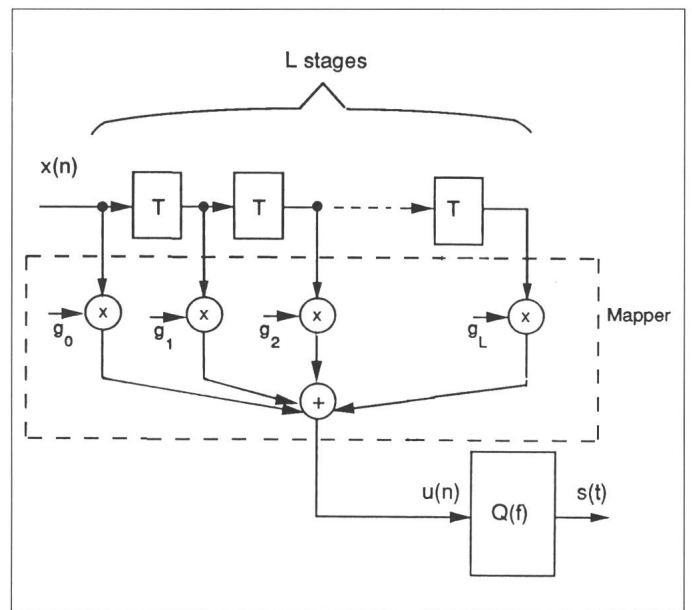 L stages
x(n)
T T T
x x x x
g0 g1 g2 gL
Mapper
+
u(n) Q(f) s(t)